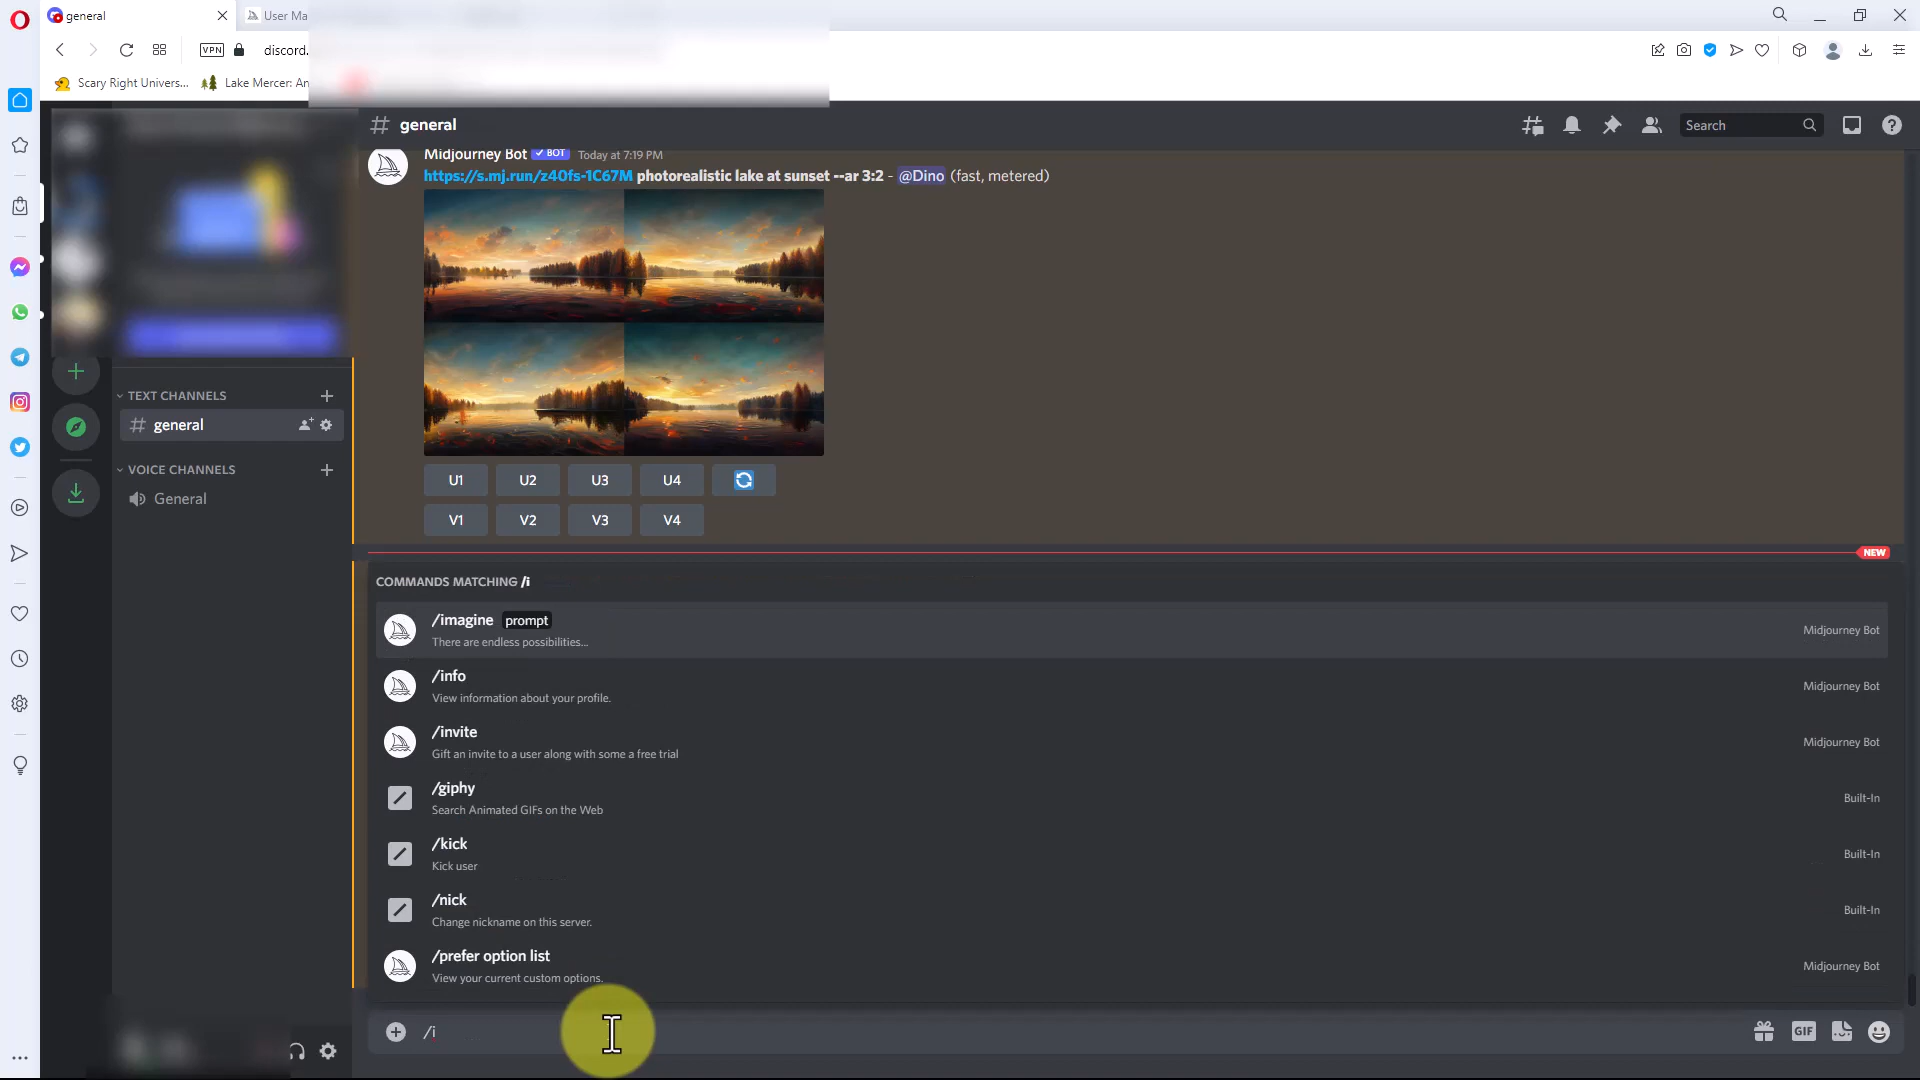 general
User Ma
VPN
discord.
Scary Right Univers...
Lake Mercer: An
general
Search
Midjourney Bot ✓ BOT Today at 7:19 PM
https://s.mj.run/z4Ofs-1C67M photorealistic lake at sunset --ar 3:2 - @Dino (fast, metered)
U1 U2 U3 U4
V1 V2 V3 V4
TEXT CHANNELS
general
VOICE CHANNELS
General
NEW
COMMANDS MATCHING /i
/imagine prompt
There are endless possibilities...
Midjourney Bot
/info
View information about your profile.
Midjourney Bot
/invite
Gift an invite to a user along with some a free trial
Midjourney Bot
/giphy
Search Animated GIFs on the Web
Built-In
/kick
Kick user
Built-In
/nick
Change nickname on this server.
Built-In
/prefer option list
View your current custom options.
Midjourney Bot
/i
GIF